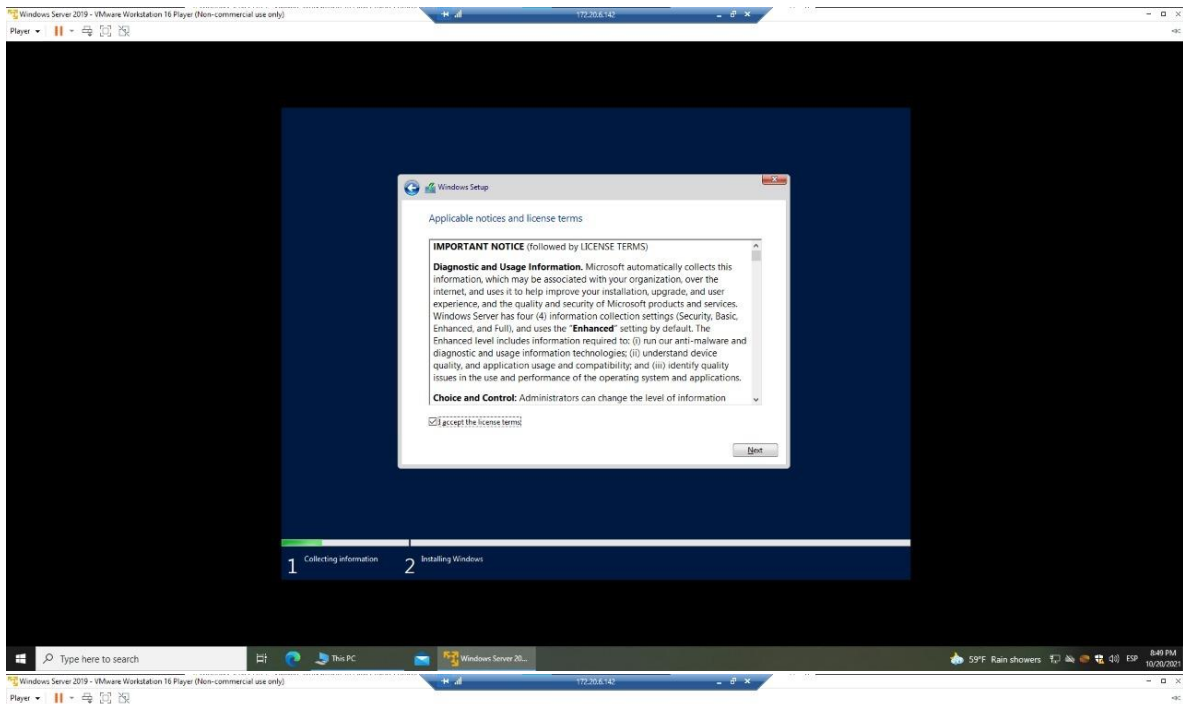 Windows Server 2019 - VMware Workstation 16 Player (Non-commercial use only)
172.20.6.142
Player
Windows Setup
Applicable notices and license terms
IMPORTANT NOTICE (followed by LICENSE TERMS)
Diagnostic and Usage Information. Microsoft automatically collects this
information, which may be associated with your organization, over the
internet, and uses it to help improve your installation, upgrade, and user
experience, and the quality and security of Microsoft products and services.
Windows Server has four (4) information collection settings (Security, Basic,
Enhanced, and Full), and uses the "Enhanced" setting by default. The
Enhanced level includes information required to: (i) run our anti-malware and
diagnostic and usage information technologies; (ii) understand device
quality, and application usage and compatibility; and (iii) identify quality
issues in the use and performance of the operating system and applications.
Choice and Control: Administrators can change the level of information
I accept the license terms
Next
1 Collecting information
2 Installing Windows
Type here to search
This PC
Windows Server 20...
59°F Rain showers
ESP
8:49 PM
10/20/2021
Windows Server 2019 - VMware Workstation 16 Player (Non-commercial use only)
172.20.6.142
Player